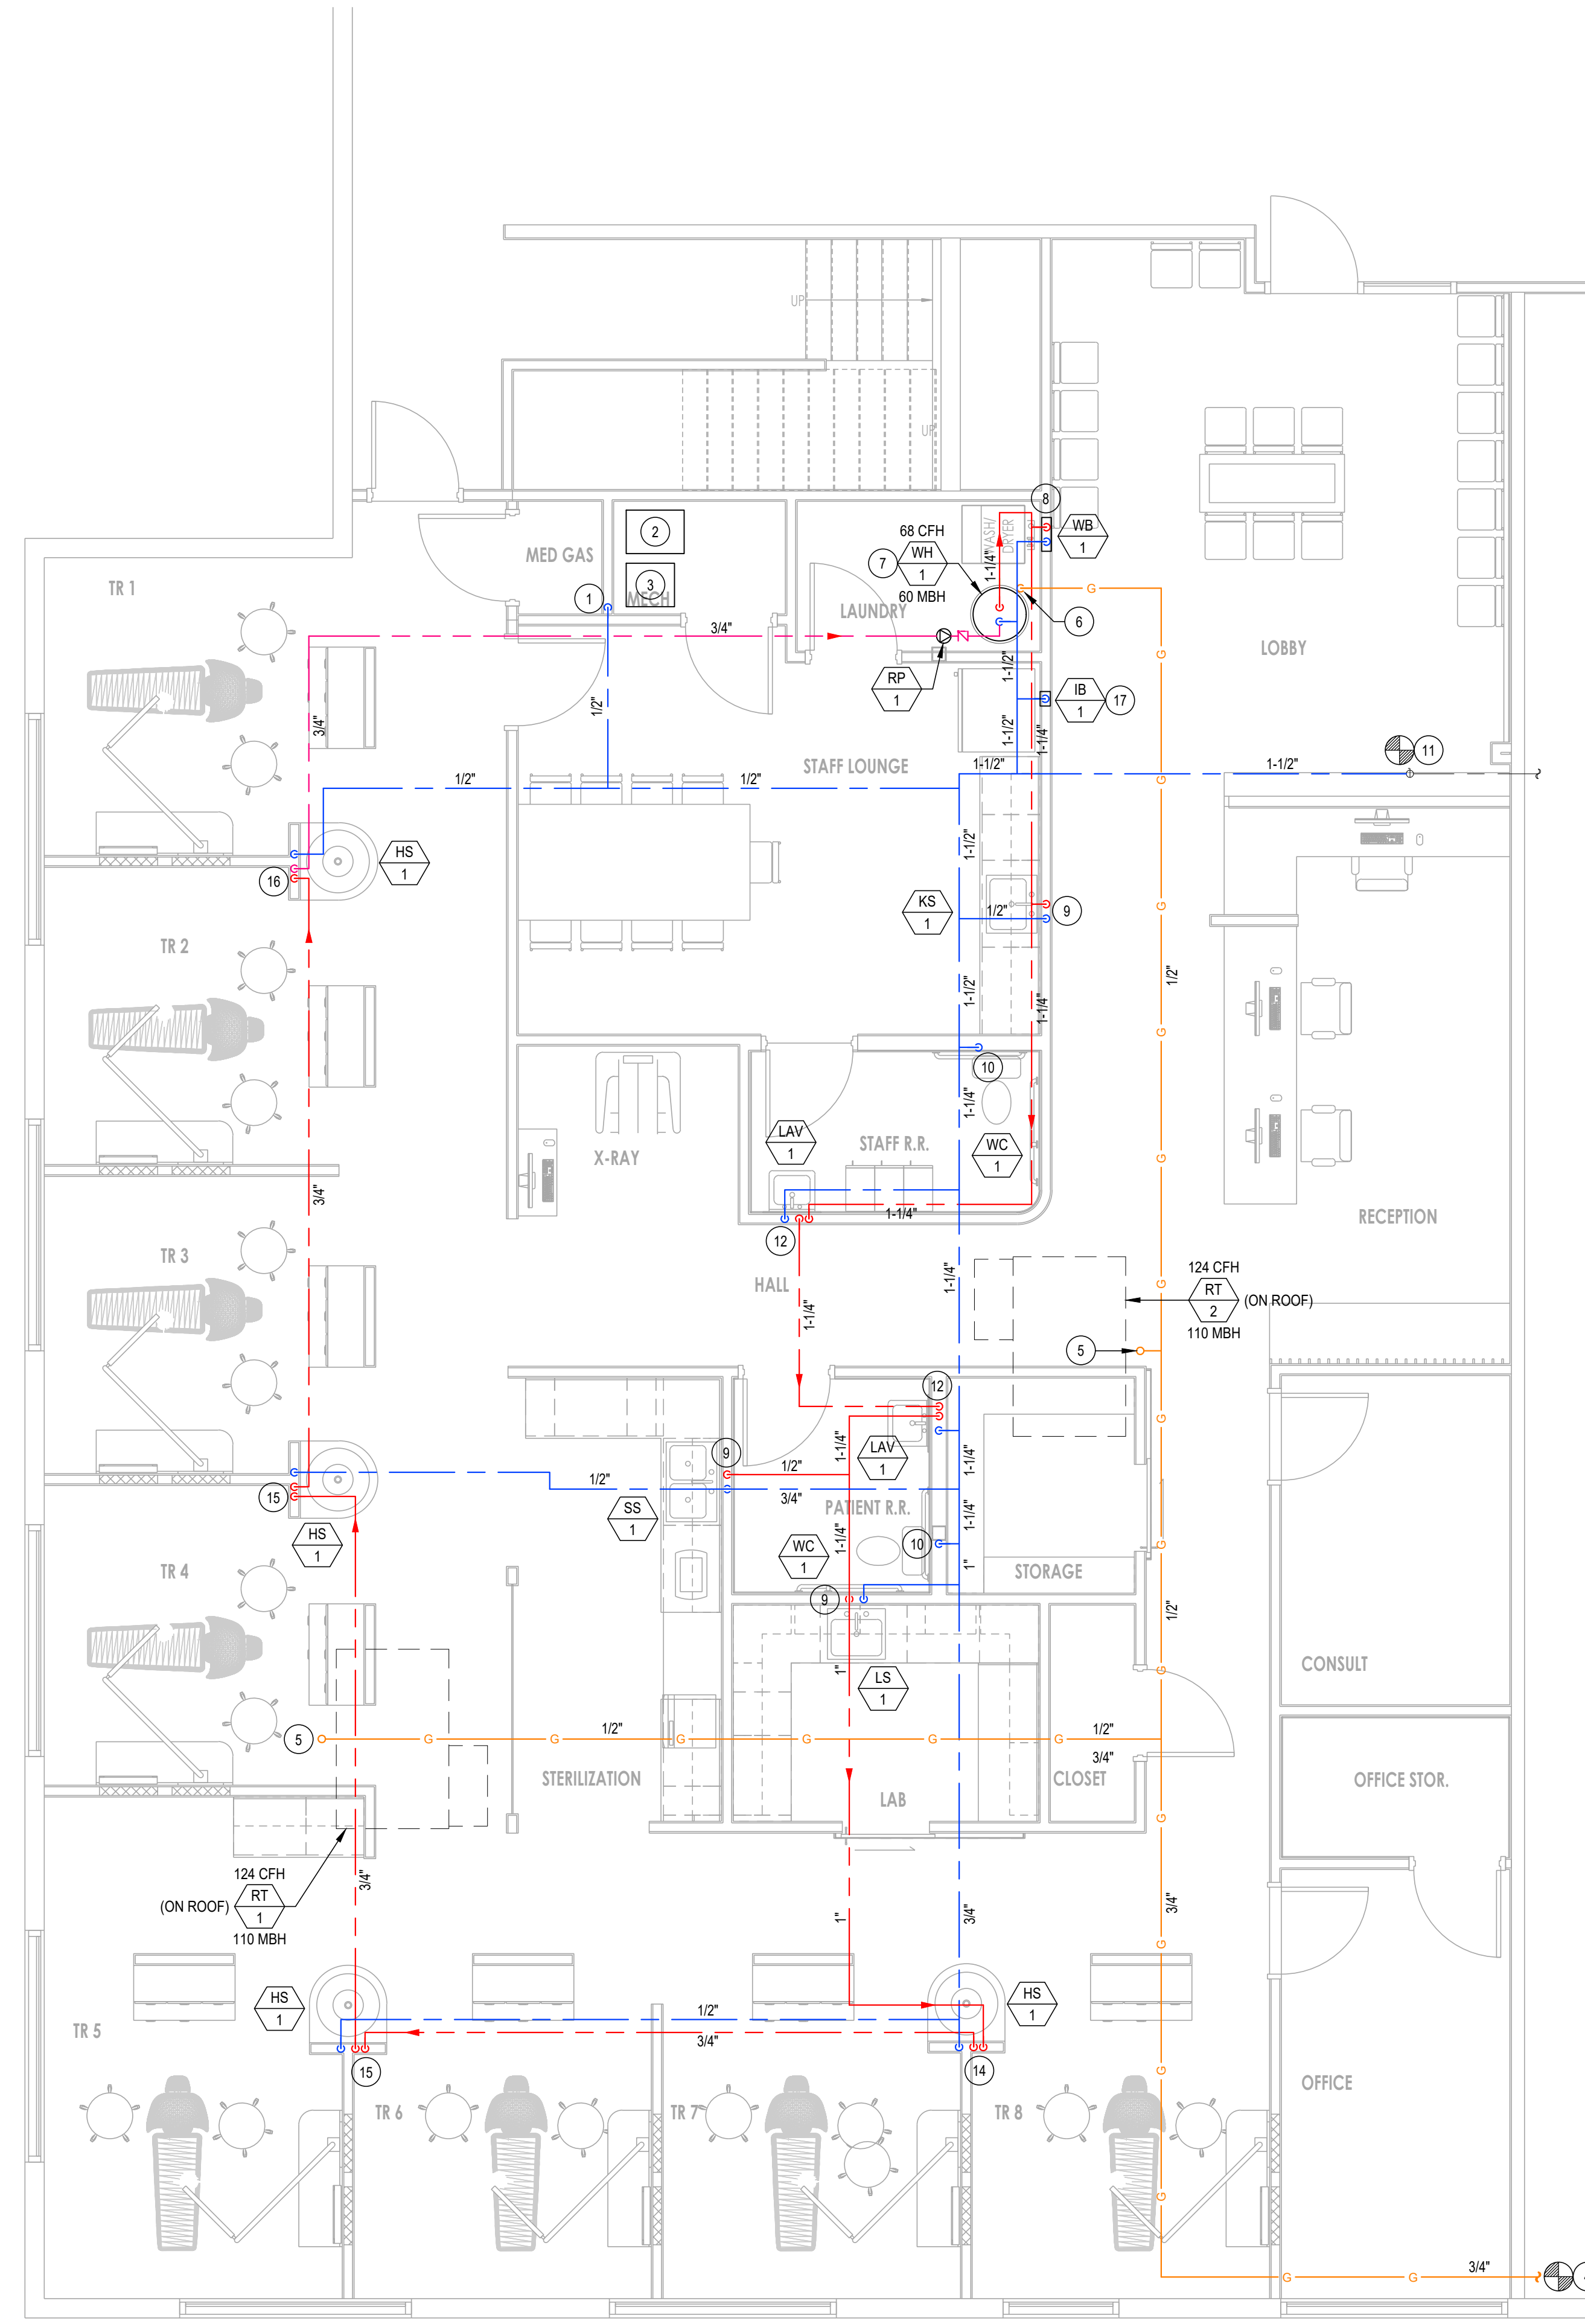 UP
UP
8
WB
1
WASH/
DRYER
68 CFH
7
WH
1
60 MBH
1-1/4"
2
MED GAS
3
MECH
1
TR 1
LAUNDRY
G
6
3/4"
LOBBY
G
RP
1
1-1/2"
IB
1
17
1/2"
3/4"
1-1/2"
1-1/4"
11
STAFF LOUNGE
1-1/2"
1-1/2"
1/2"
1/2"
G
1-1/2"
HS
1
16
KS
1
1/2"
9
G
TR 2
1/2"
1-1/2"
1-1/4"
G
10
1-1/4"
LAV
1
STAFF R.R.
WC
1
X-RAY
G
3/4"
1-1/4"
RECEPTION
12
TR 3
HALL
1-1/4"
G
124 CFH
RT
2
(ON ROOF)
110 MBH
1-1/4"
5
12
G
9
1-1/4"
LAV
1
1-1/4"
1/2"
1/2"
3/4"
15
SS
1
PATIENT R.R.
1-1/4"
1-1/4"
HS
1
WC
1
10
G
1"
TR 4
STORAGE
9
1/2"
CONSULT
1"
LS
1
G
5
G
G
1/2"
G
G
G
G
1/2"
3/4"
STERILIZATION
CLOSET
OFFICE STOR.
LAB
G
124 CFH
(ON ROOF)
RT
1
110 MBH
3/4"
1"
3/4"
3/4"
G
HS
1
1/2"
HS
1
TR 5
3/4"
15
14
G
OFFICE
TR 6
TR 7
TR 8
G
G
G
3/4"